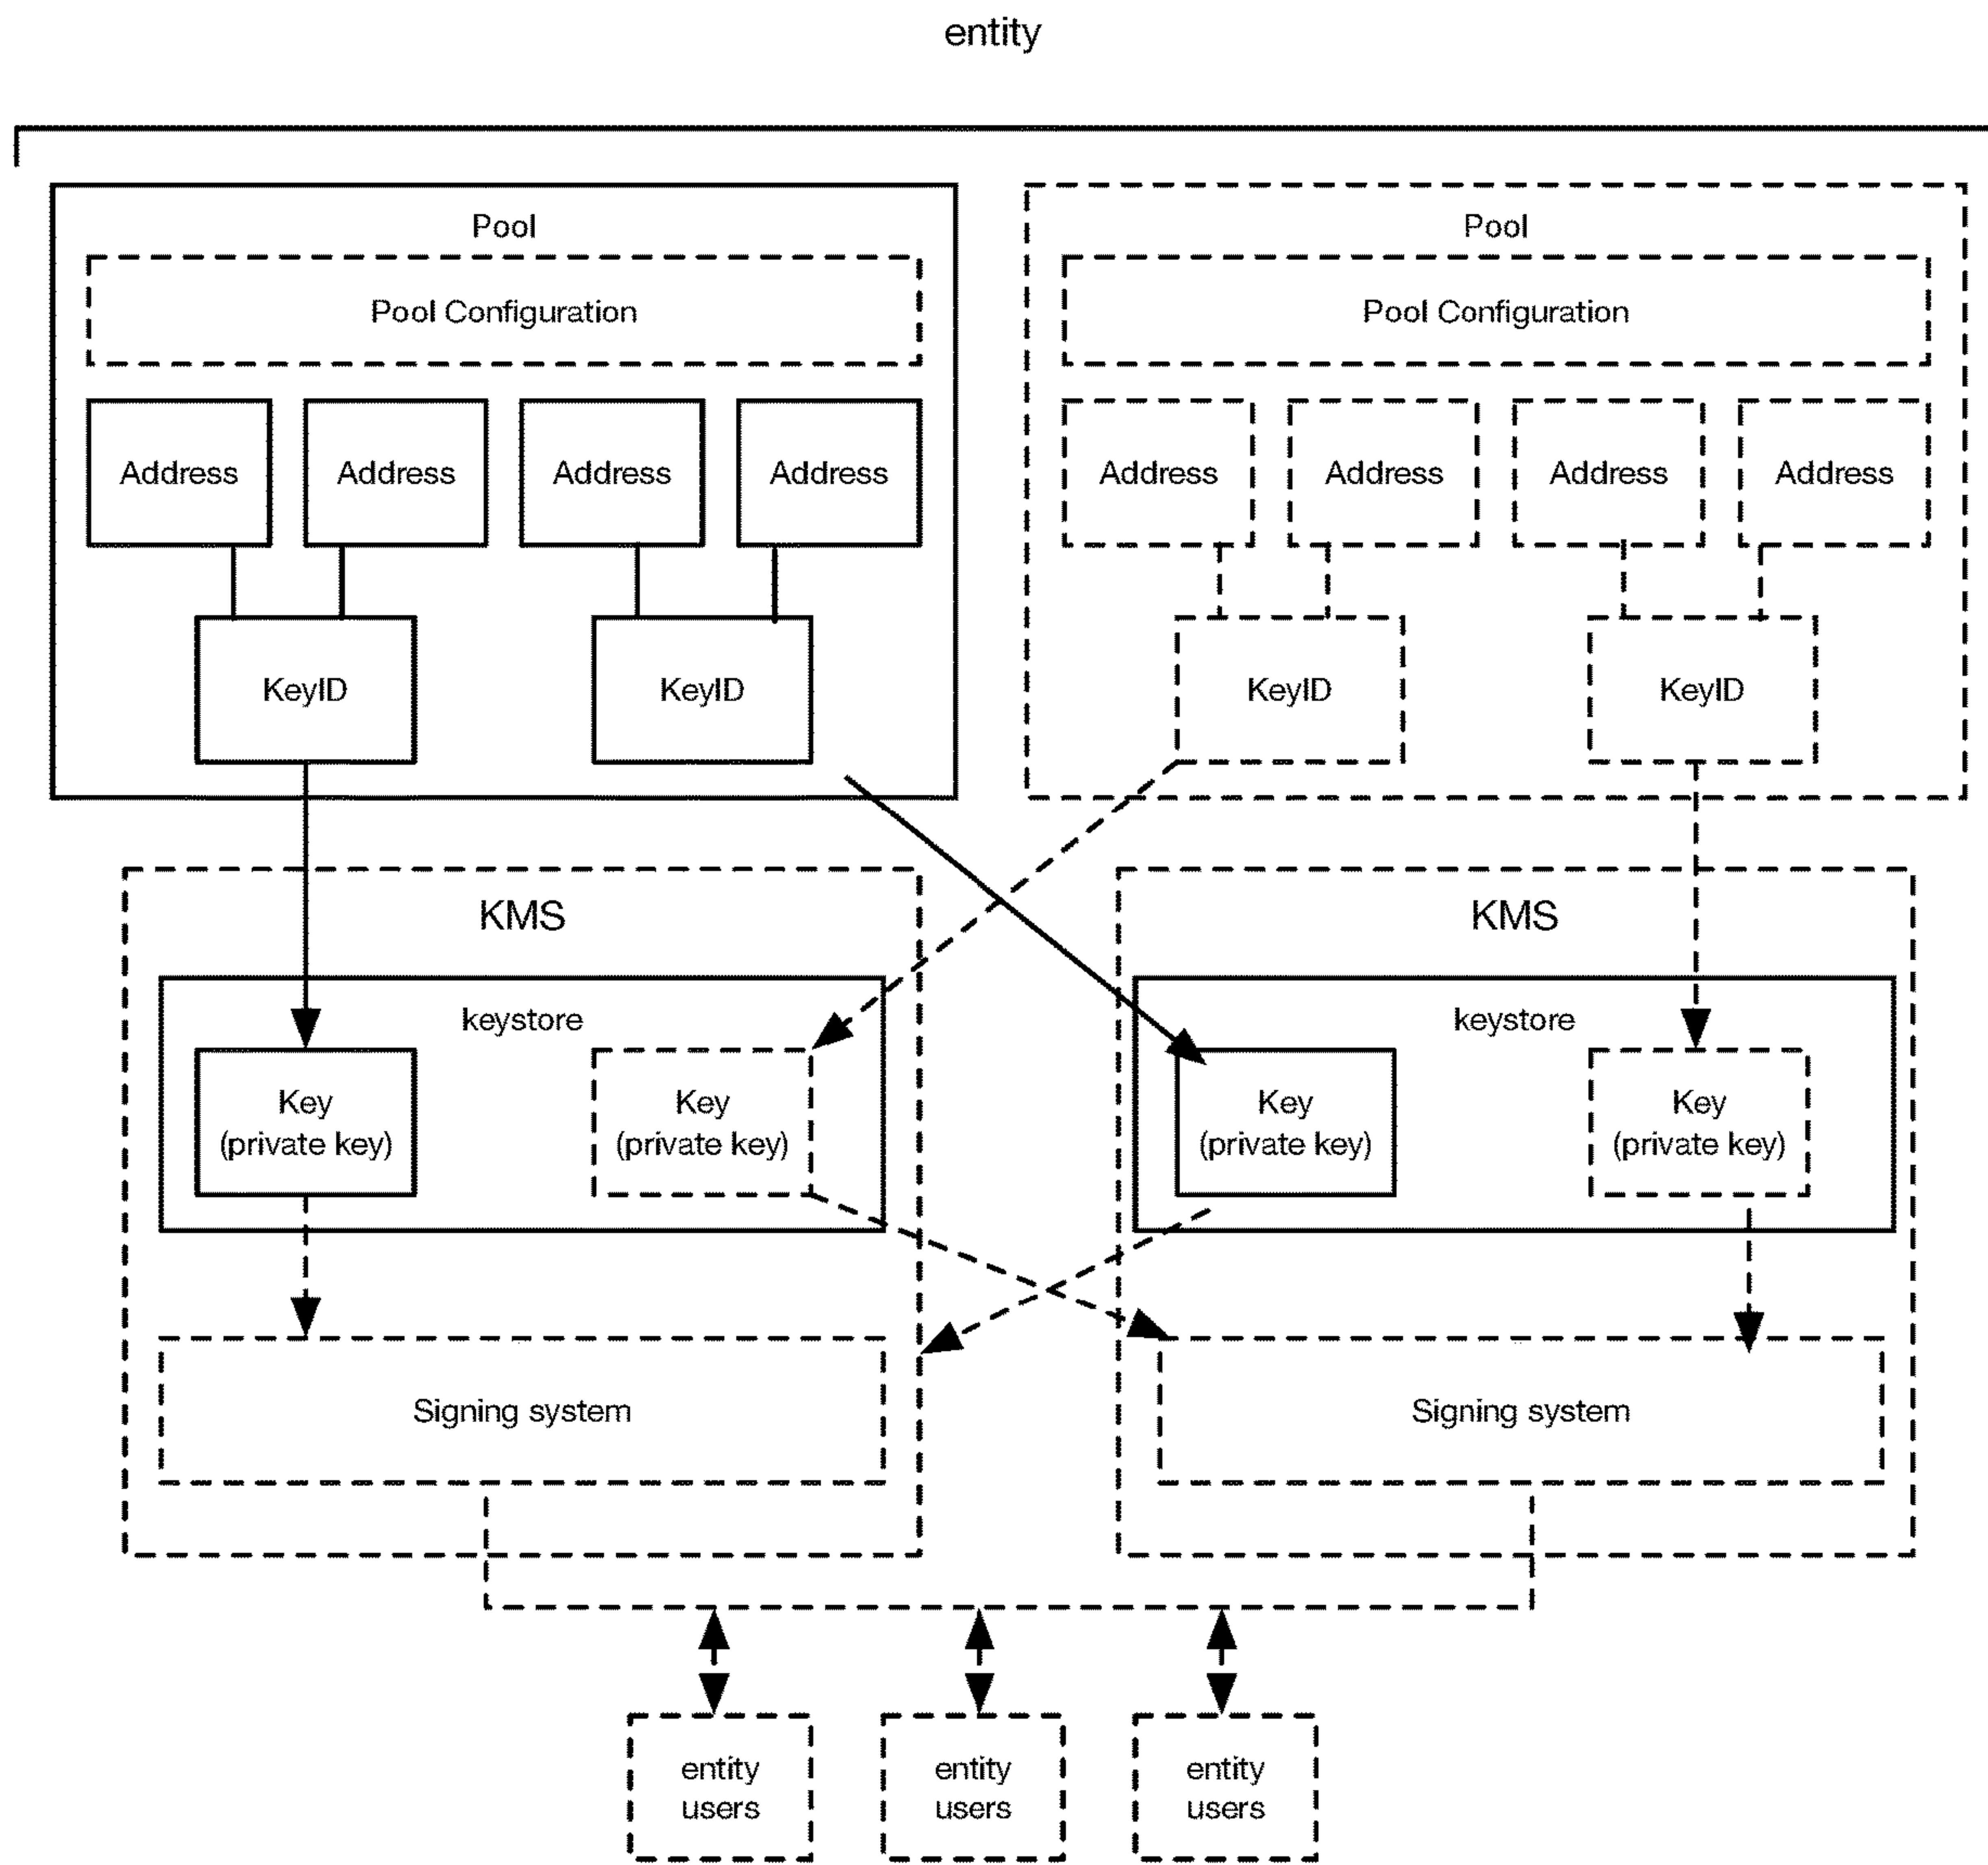 entity
Pool
Pool
Pool Configuration
Pool Configuration
Address
Address
Address
Address
Address
Address
Address
Address
KeyID
KeyID
KeyID
KeyID
KMS
KMS
keystore
keystore
Key
(private key)
Key
(private key)
Key
(private key)
Key
(private key)
Signing system
Signing system
entity
users
entity
users
entity
users